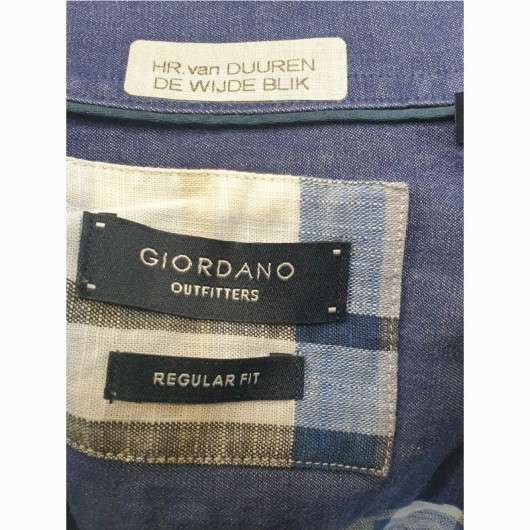 HR. van DUUREN
DE WIJDE BLIK
GIORDANO
OUTFITTERS
REGULAR FIT